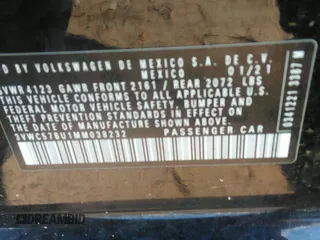 D BY VOLKSWAGEN DE MEXICO S.A. DE C.V.
MEXICO 01/21
GVWR 4123 GAWR FRONT 2161 / REAR 2072 LBS
THIS VEHICLE CONFORMS TO ALL APPLICABLE U.S.
FEDERAL MOTOR VEHICLE SAFETY, BUMPER AND
THEFT PREVENTION STANDARDS IN EFFECT ON THE
DATE OF MANUFACTURE SHOWN ABOVE
PASSENGER CAR
DREAMBID